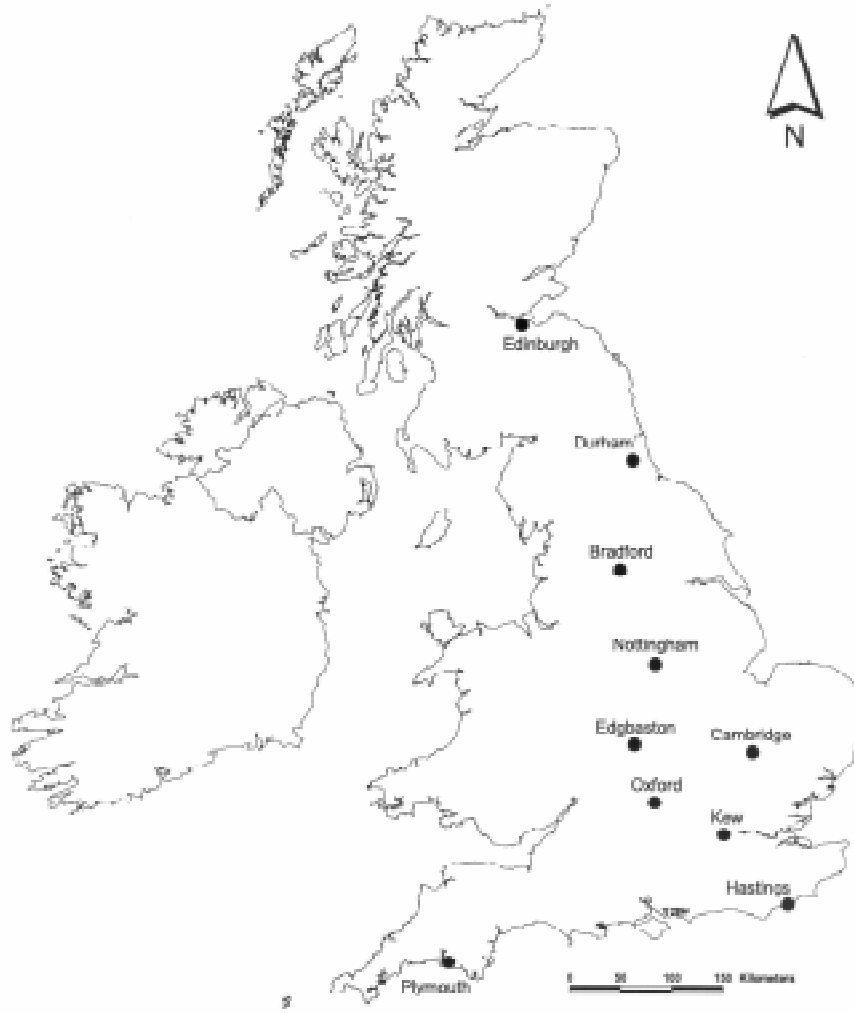 N
Edinburgh
Durham
Bradford
Nottingham
Edgbaston
Cambridge
Oxford
Kew
Hastings
Plymouth
0 50 100 150 Kilometers